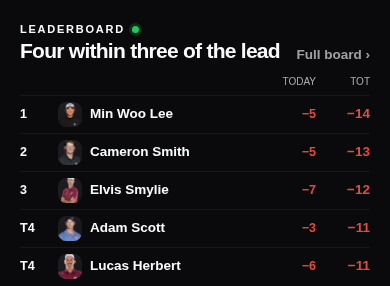 LEADERBOARD
Four within three of the lead Full board ›
TODAY TOT
1 Min Woo Lee −5 −14
2 Cameron Smith −5 −13
3 Elvis Smylie −7 −12
T4 Adam Scott −3 −11
T4 Lucas Herbert −6 −11